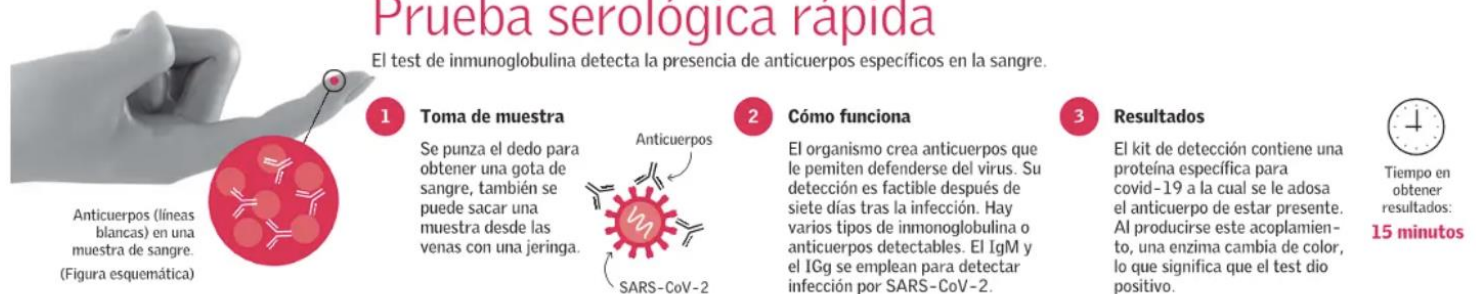 Prueba serológica rápida
El test de inmunoglobulina detecta la presencia de anticuerpos específicos en la sangre.
Anticuerpos (líneas
blancas) en una
muestra de sangre.
(Figura esquemática)
1
Toma de muestra
Se punza el dedo para
obtener una gota de
sangre, también se
puede sacar una
muestra desde las
venas con una jeringa.
Anticuerpos
SARS-CoV-2
2
Cómo funciona
El organismo crea anticuerpos que
le pemiten defenderse del virus. Su
detección es factible después de
siete días tras la infección. Hay
varios tipos de inmonoglobulina o
anticuerpos detectables. El IgM y
el IGg se emplean para detectar
infección por SARS-CoV-2.
3
Resultados
El kit de detección contiene una
proteína específica para
covid-19 a la cual se le adosa
el anticuerpo de estar presente.
Al producirse este acoplamien-
to, una enzima cambia de color,
lo que significa que el test dio
positivo.
Tiempo en
obtener
resultados:
15 minutos